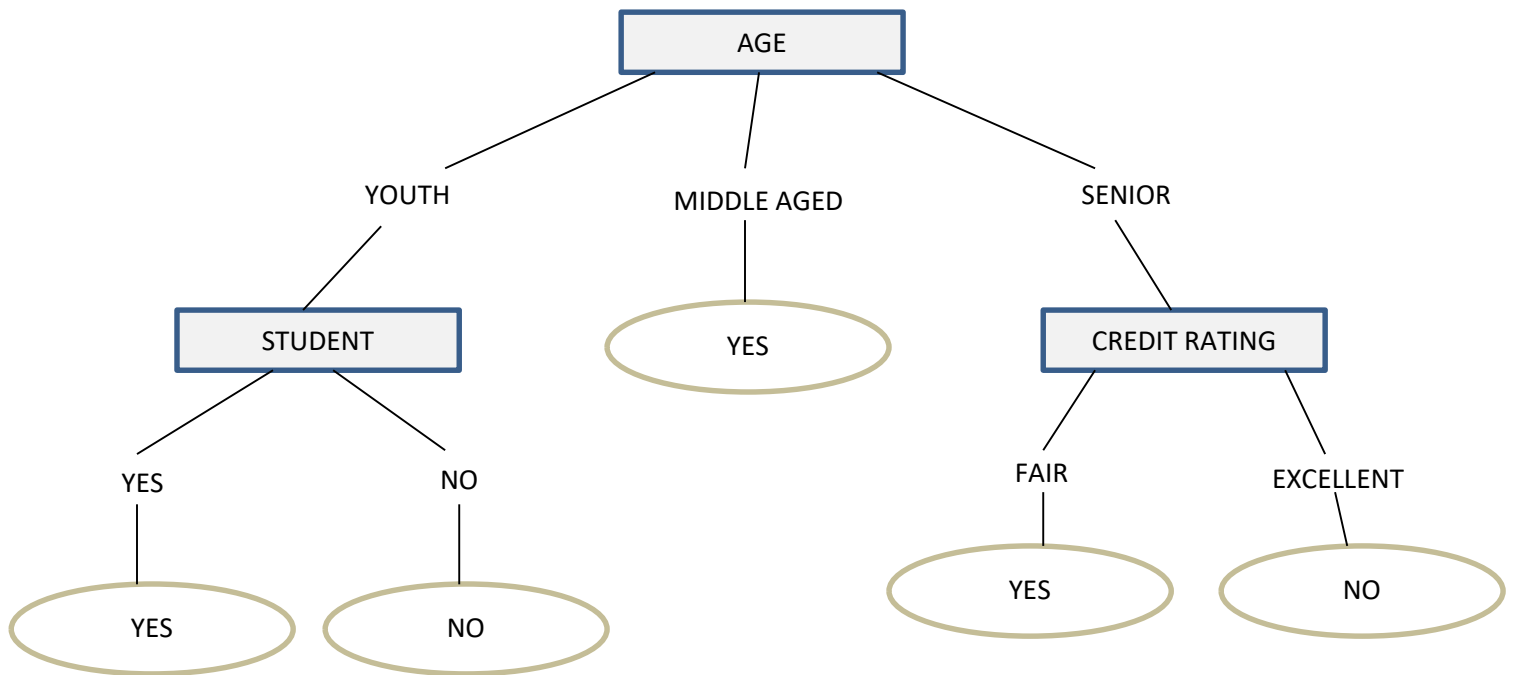 AGE
YOUTH
MIDDLE AGED
SENIOR
STUDENT
YES
CREDIT RATING
YES
NO
FAIR
EXCELLENT
YES
NO
YES
NO